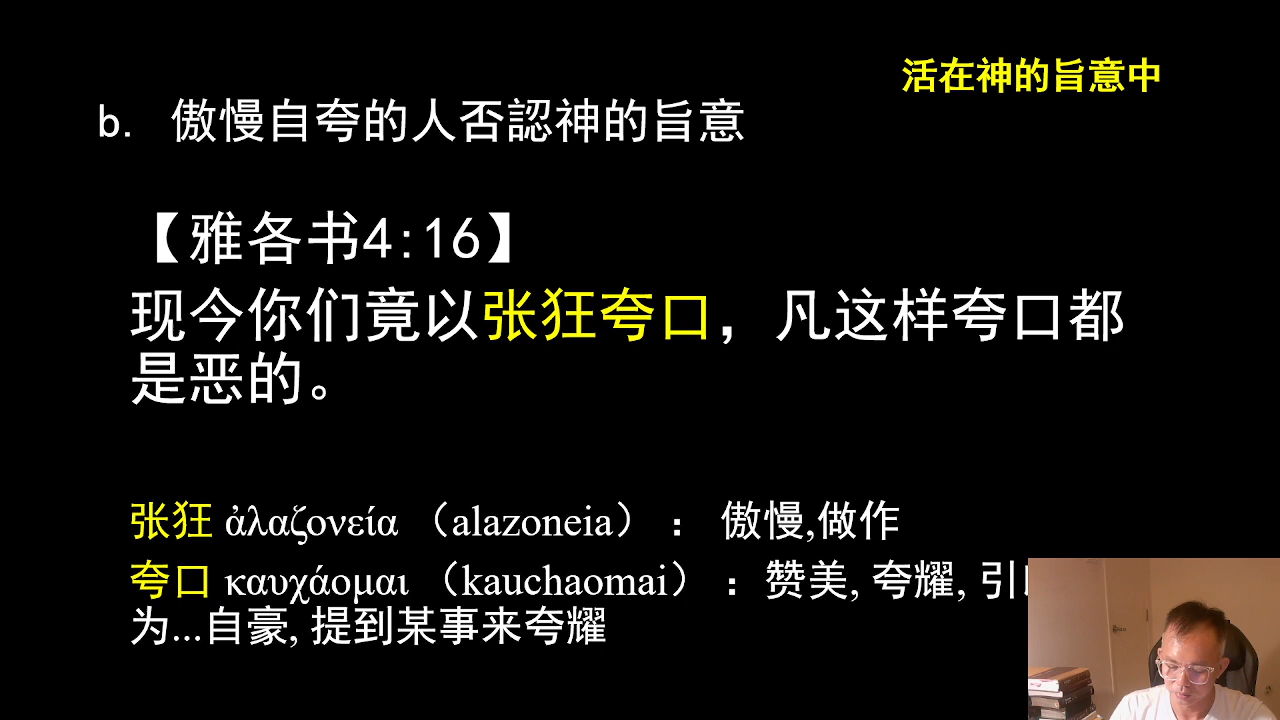 活在神的旨意中
b. 傲慢自夸的人否認神的旨意
【雅各书4:16】
现今你们竟以张狂夸口，凡这样夸口都
是恶的。
张狂 ἀλαζονεία （alazoneia） ： 傲慢,做作
夸口 καυχάομαι （kauchaomai） ：赞美, 夸耀, 引
为...自豪, 提到某事来夸耀